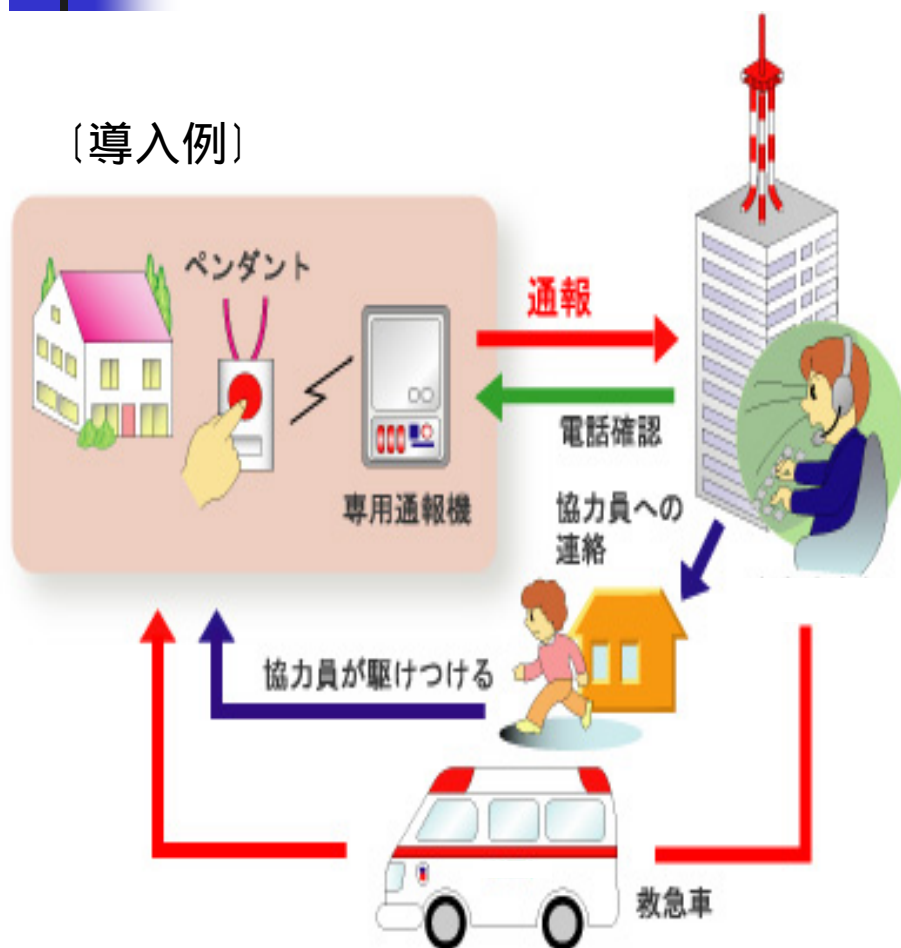 〔導入例〕
ペンダント
通報
電話確認
専用通報機
協力員への
連絡
協力員が駆けつける
救急車